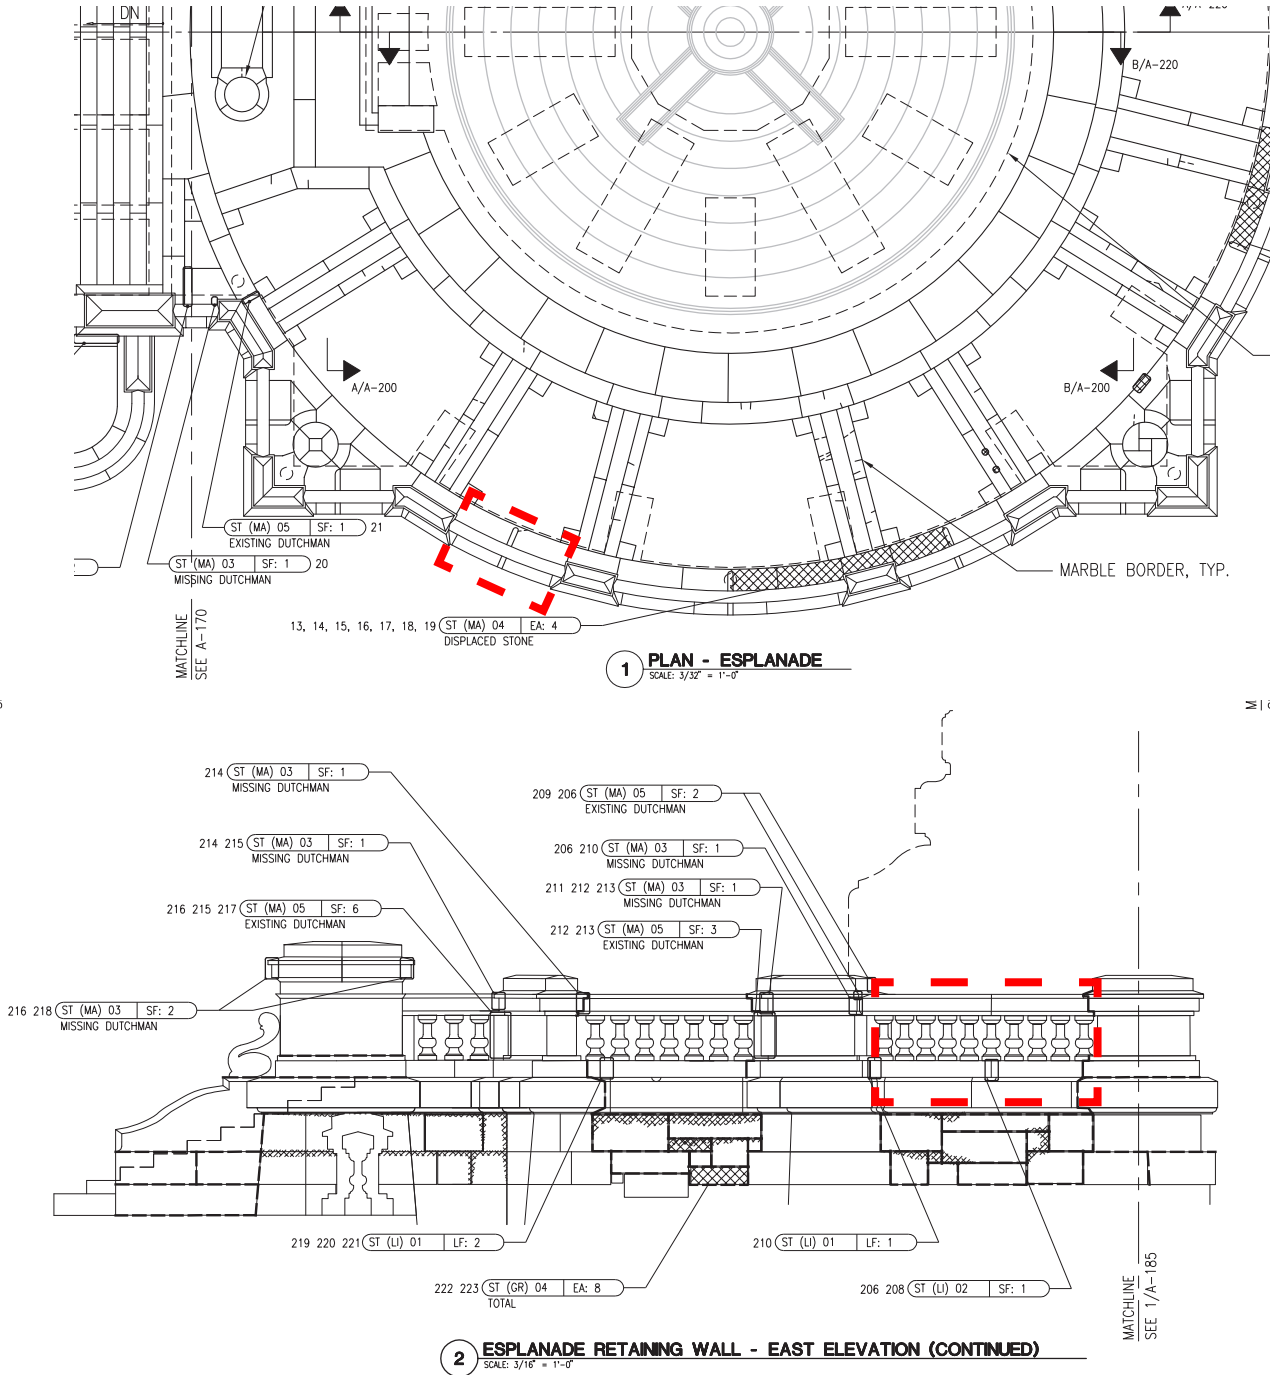 DN
B/A-220
A/A-200
B/A-200
ST (MA) 05 SF: 1 21
EXISTING DUTCHMAN
ST (MA) 03 SF: 1 20
MISSING DUTCHMAN
MARBLE BORDER, TYP.
13, 14, 15, 16, 17, 18, 19 ST (MA) 04 EA: 4
DISPLACED STONE
MATCHLINE
SEE A-170
1 PLAN - ESPLANADE
SCALE: 3/32" = 1'-0"
214 ST (MA) 03 SF: 1
MISSING DUTCHMAN
209 206 ST (MA) 05 SF: 2
EXISTING DUTCHMAN
214 215 ST (MA) 03 SF: 1
MISSING DUTCHMAN
206 210 ST (MA) 03 SF: 1
MISSING DUTCHMAN
211 212 213 ST (MA) 03 SF: 1
MISSING DUTCHMAN
216 215 217 ST (MA) 05 SF: 6
EXISTING DUTCHMAN
212 213 ST (MA) 05 SF: 3
EXISTING DUTCHMAN
216 218 ST (MA) 03 SF: 2
MISSING DUTCHMAN
219 220 221 ST (LI) 01 LF: 2
210 ST (LI) 01 LF: 1
222 223 ST (GR) 04 EA: 8
TOTAL
206 208 ST (LI) 02 SF: 1
MATCHLINE
SEE 1/A-185
2 ESPLANADE RETAINING WALL - EAST ELEVATION (CONTINUED)
SCALE: 3/16" = 1'-0"